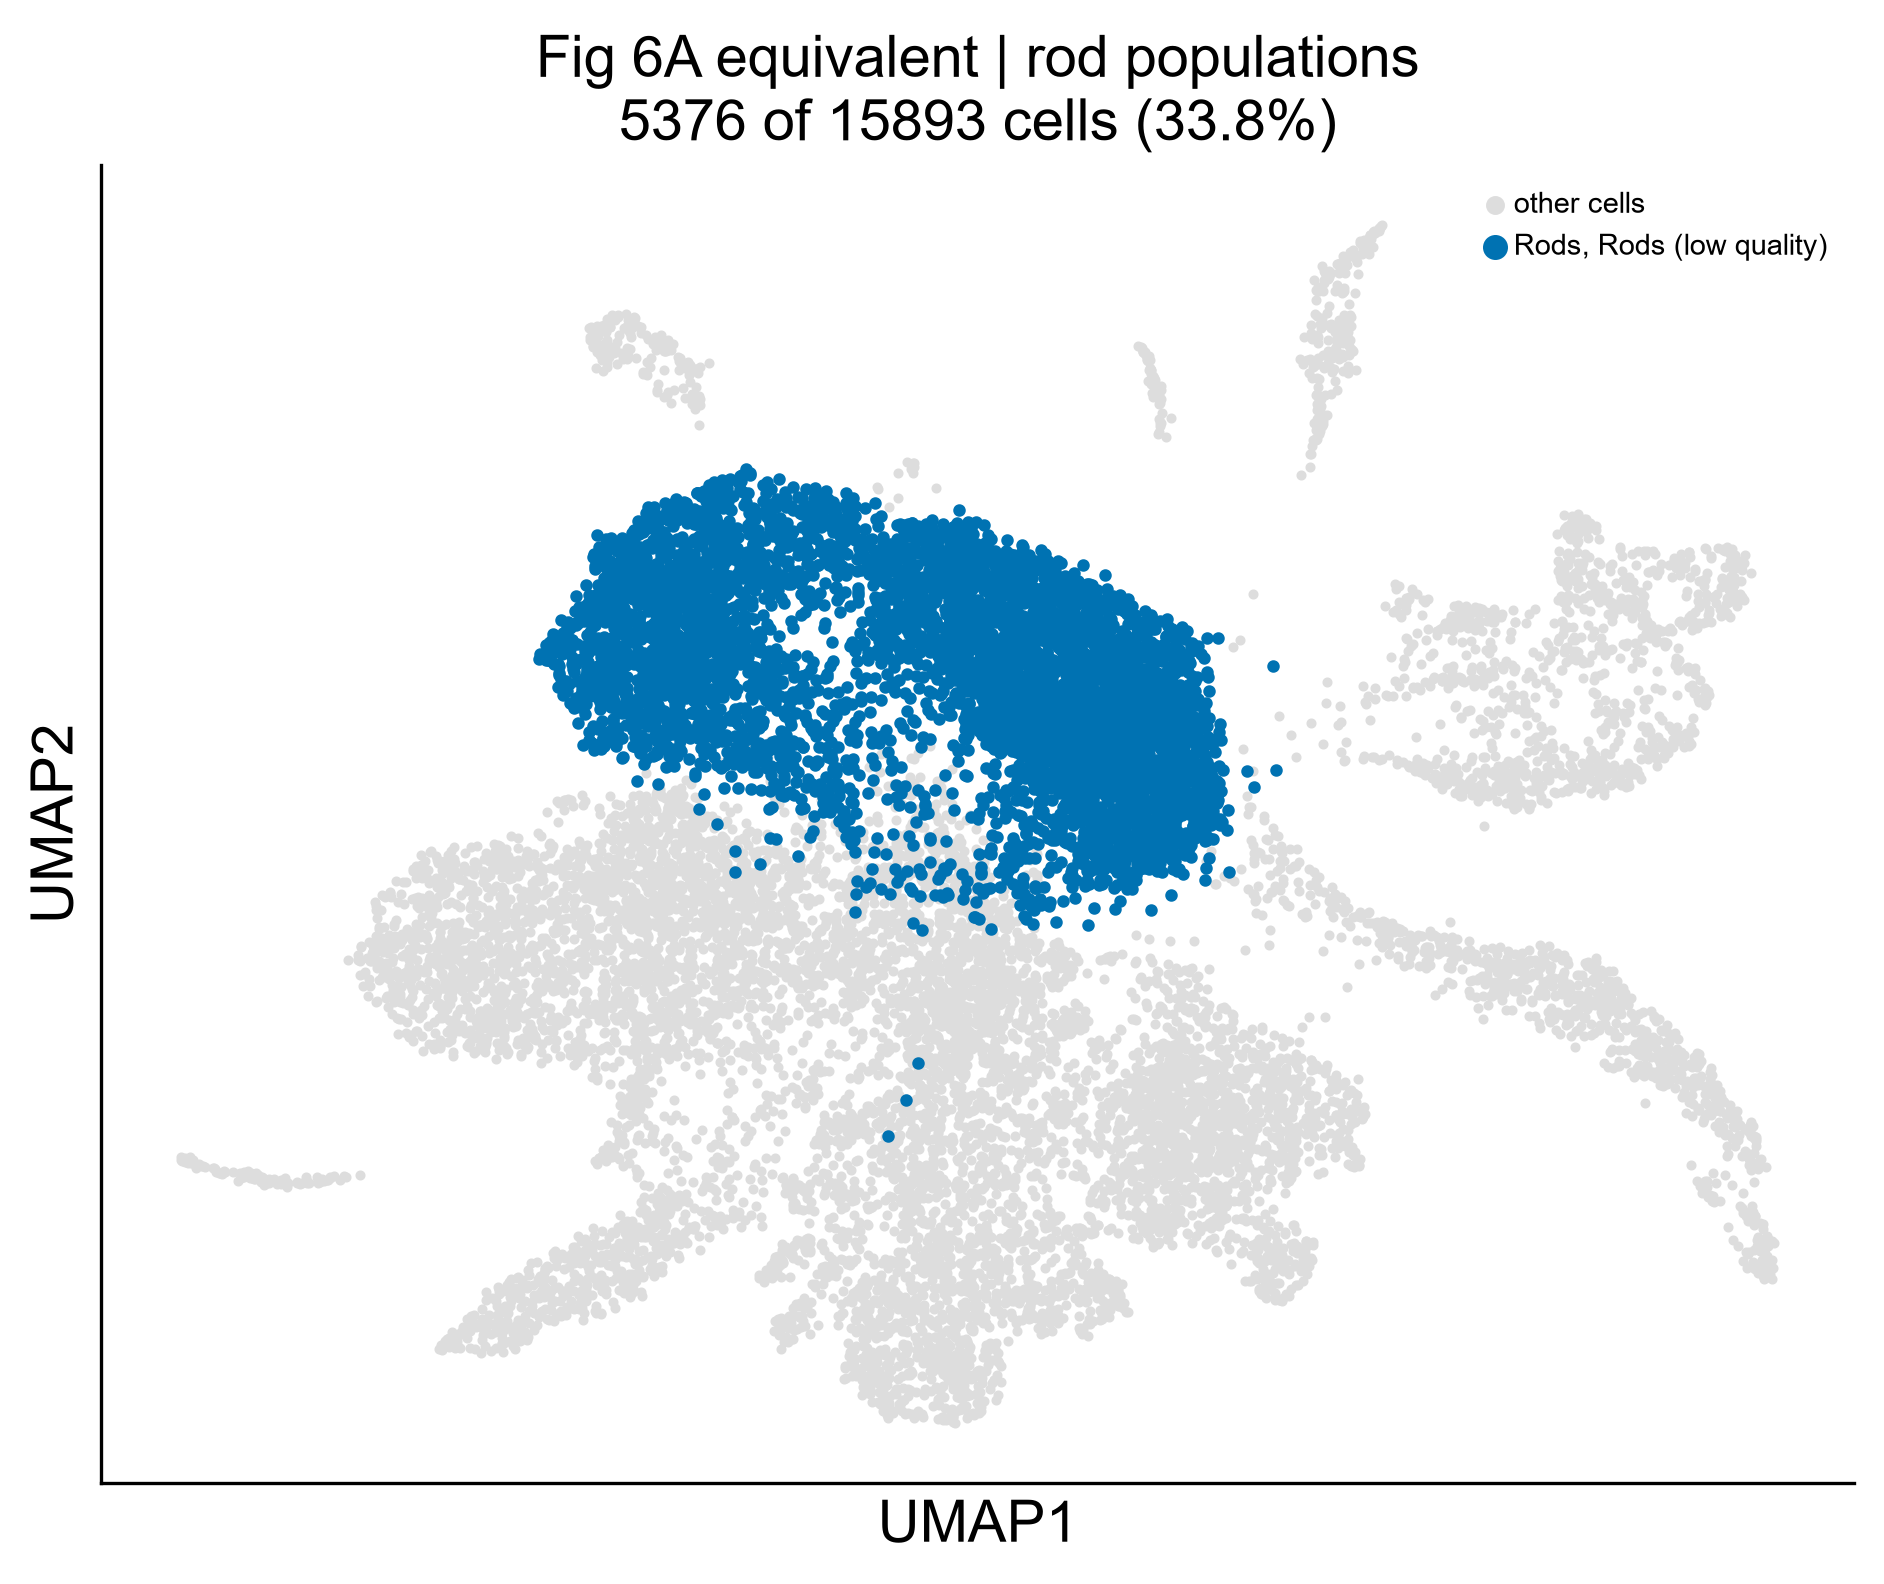 Fig 6A equivalent | rod populations
5376 of 15893 cells (33.8%)
other cells
Rods, Rods (low quality)
UMAP2
UMAP1